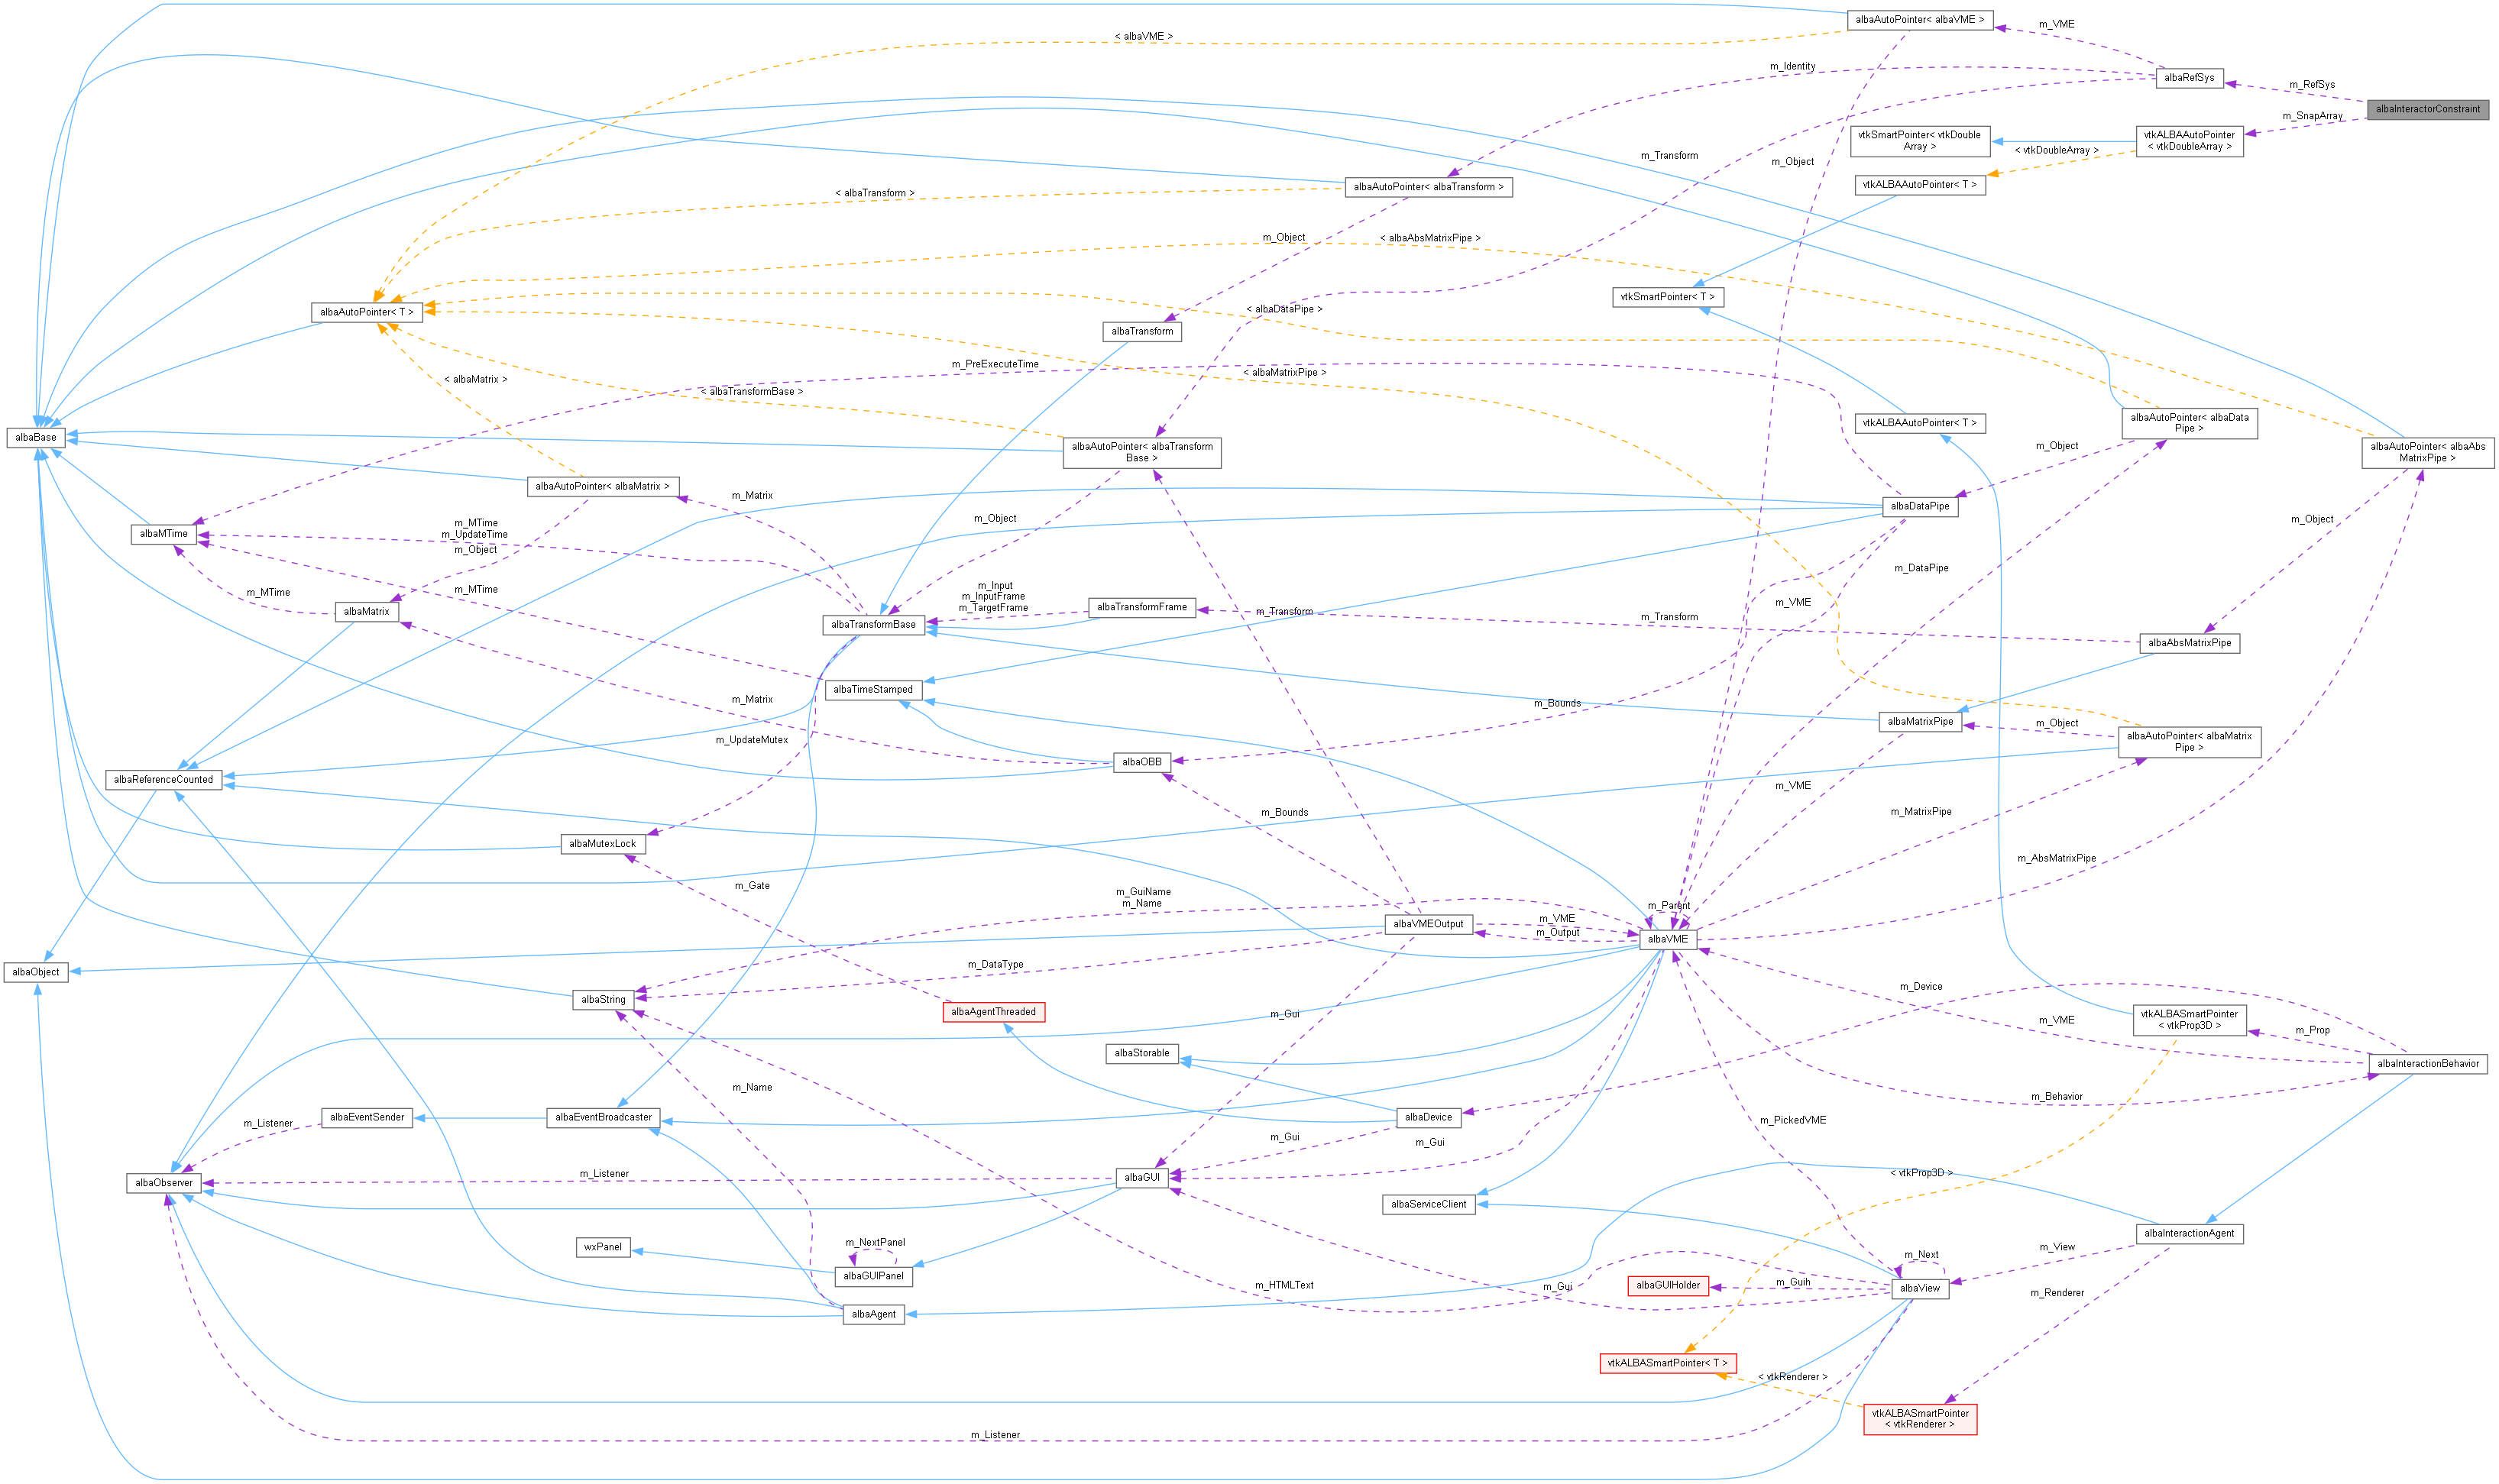 albaAutoPointer< albaVME >
m_VME
< albaVME >
m_Identity
albaRefSys
m_RefSys
albaInteractorConstraint
m_SnapArray
vtkSmartPointer< vtkDouble
Array >
vtkALBAAutoPointer
< vtkDoubleArray >
< vtkDoubleArray >
m_Transform
m_Object
vtkALBAAutoPointer< T >
albaAutoPointer< albaTransform >
< albaTransform >
m_Object
< albaAbsMatrixPipe >
vtkSmartPointer< T >
albaAutoPointer< T >
< albaDataPipe >
albaTransform
m_PreExecuteTime
< albaMatrix >
< albaMatrixPipe >
< albaTransformBase >
albaAutoPointer< albaData
Pipe >
vtkALBAAutoPointer< T >
albaBase
albaAutoPointer< albaTransform
Base >
m_Object
albaAutoPointer< albaAbs
MatrixPipe >
albaAutoPointer< albaMatrix >
m_Matrix
albaDataPipe
m_Object
m_Object
m_MTime
m_UpdateTime
albaMTime
m_Object
m_DataPipe
m_MTime
m_MTime
m_Input
m_InputFrame
m_TargetFrame
albaTransformFrame
m_VME
albaMatrix
m_Transform
m_Transform
albaTransformBase
albaAbsMatrixPipe
albaTimeStamped
m_Matrix
m_Bounds
albaMatrixPipe
m_Object
albaAutoPointer< albaMatrix
Pipe >
m_UpdateMutex
albaOBB
albaReferenceCounted
m_VME
m_Bounds
m_MatrixPipe
albaMutexLock
m_AbsMatrixPipe
m_Gate
m_GuiName
m_Name
m_Parent
albaVMEOutput
m_VME
m_Output
albaVME
albaObject
m_DataType
m_Device
albaString
albaAgentThreaded
m_Gui
m_VME
vtkALBASmartPointer
< vtkProp3D >
m_Prop
albaStorable
albaInteractionBehavior
m_Name
m_Behavior
albaEventSender
albaEventBroadcaster
albaDevice
m_Listener
m_PickedVME
m_Gui
m_Gui
m_Listener
albaGUI
< vtkProp3D >
albaObserver
albaServiceClient
albaInteractionAgent
m_NextPanel
wxPanel
m_View
m_Next
albaGUIPanel
m_HTMLText
m_Gui
albaGUIHolder
m_Guih
albaView
m_Renderer
albaAgent
vtkALBASmartPointer< T >
< vtkRenderer >
vtkALBASmartPointer
< vtkRenderer >
m_Listener